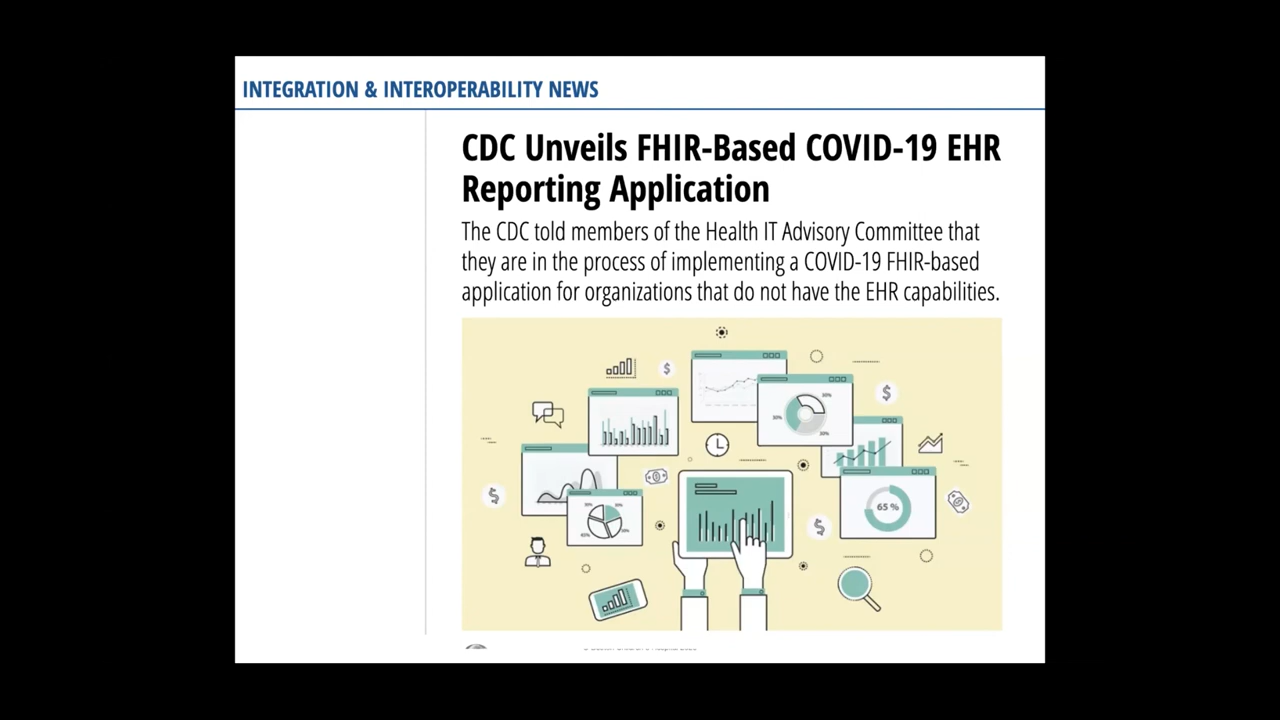 INTEGRATION & INTEROPERABILITY NEWS
CDC Unveils FHIR-Based COVID-19 EHR
Reporting Application
The CDC told members of the Health IT Advisory Committee that
they are in the process of implementing a COVID-19 FHIR-based
application for organizations that do not have the EHR capabilities.
65 %